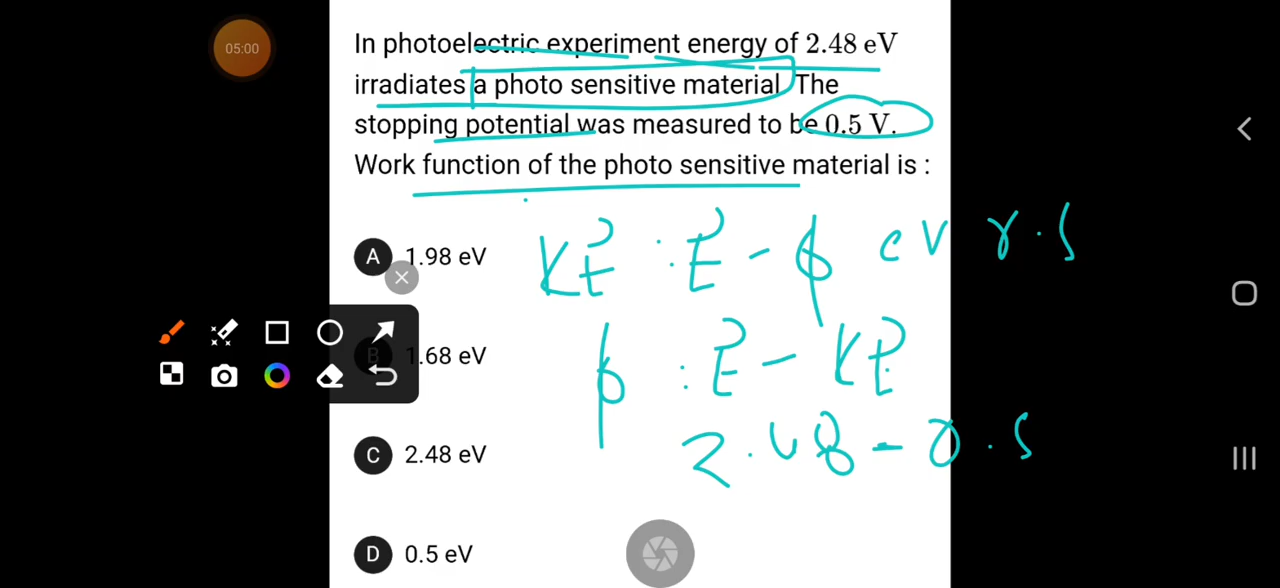 05:00
In photoelectric experiment energy of 2.48 eV
irradiates a photo sensitive material. The
stopping potential was measured to be 0.5 V.
Work function of the photo sensitive material is :
A 1.98 eV
KE : E - ϕ eV
B 1.68 eV
ϕ : E - KE
C 2.48 eV
2.48 - 0.5
D 0.5 eV